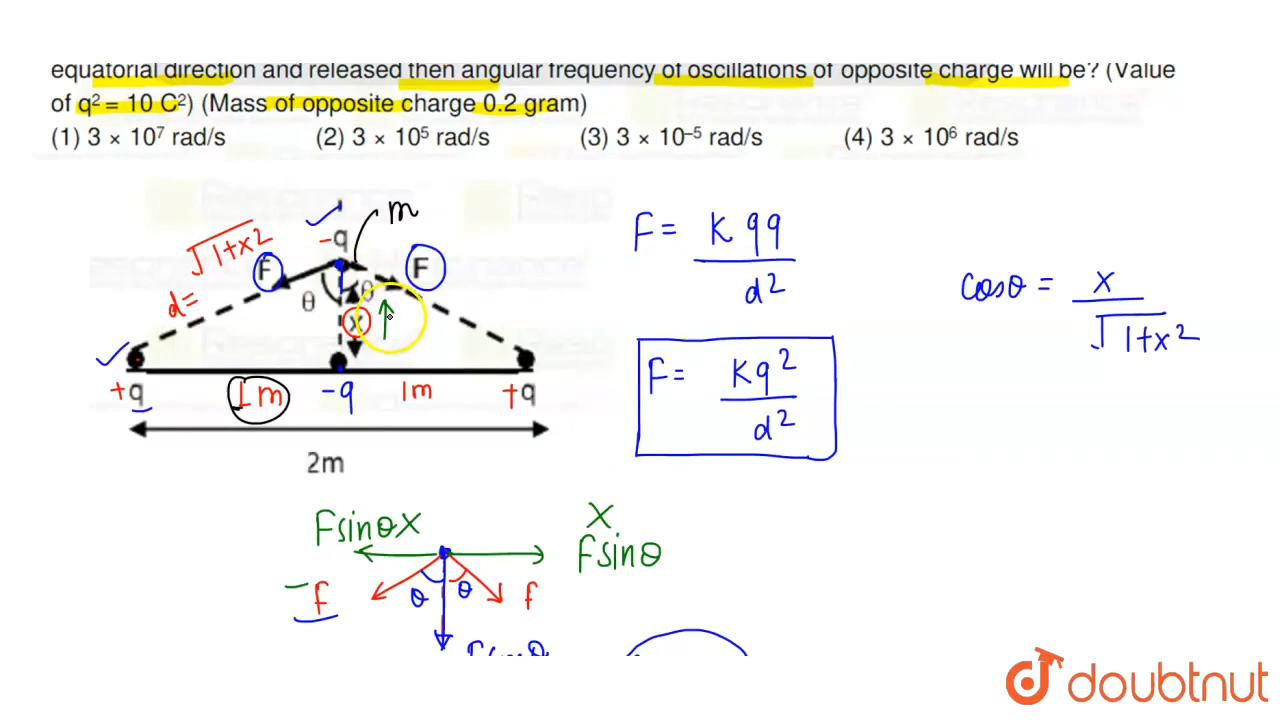 equatorial direction and released then angular frequency of oscillations of opposite charge will be? (Value
of q² = 10 C²) (Mass of opposite charge 0.2 gram)
(1) 3 × 10⁷ rad/s (2) 3 × 10⁵ rad/s (3) 3 × 10⁻⁵ rad/s (4) 3 × 10⁶ rad/s
-q
m
√1+x²
d=
F
F
θ
θ
x
+q
1m
-q
1m
+q
2m
F= Kqq
d²
F= Kq²
d²
cosθ = x
√1+x²
Fsinθ X
X
Fsinθ
f
θ
θ
f
doubtnut